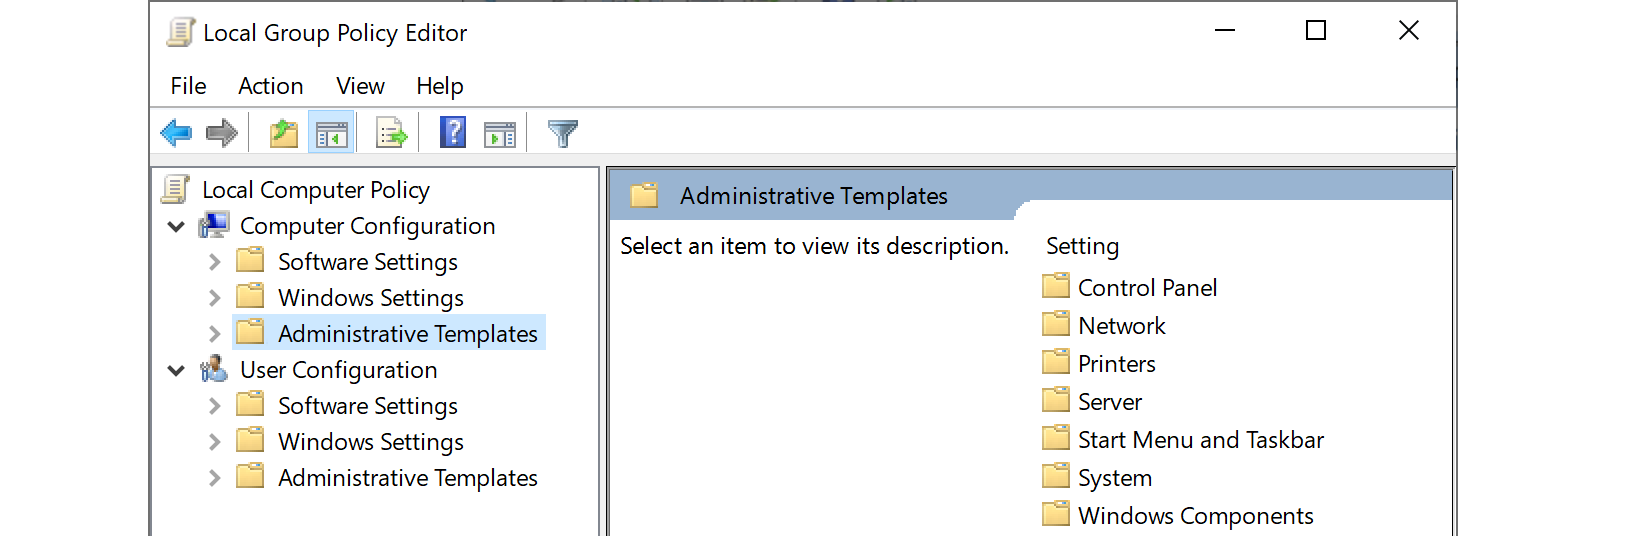 Local Group Policy Editor
File Action View Help
Local Computer Policy
Computer Configuration
Software Settings
Windows Settings
Administrative Templates
User Configuration
Software Settings
Windows Settings
Administrative Templates
Administrative Templates
Select an item to view its description.
Setting
Control Panel
Network
Printers
Server
Start Menu and Taskbar
System
Windows Components